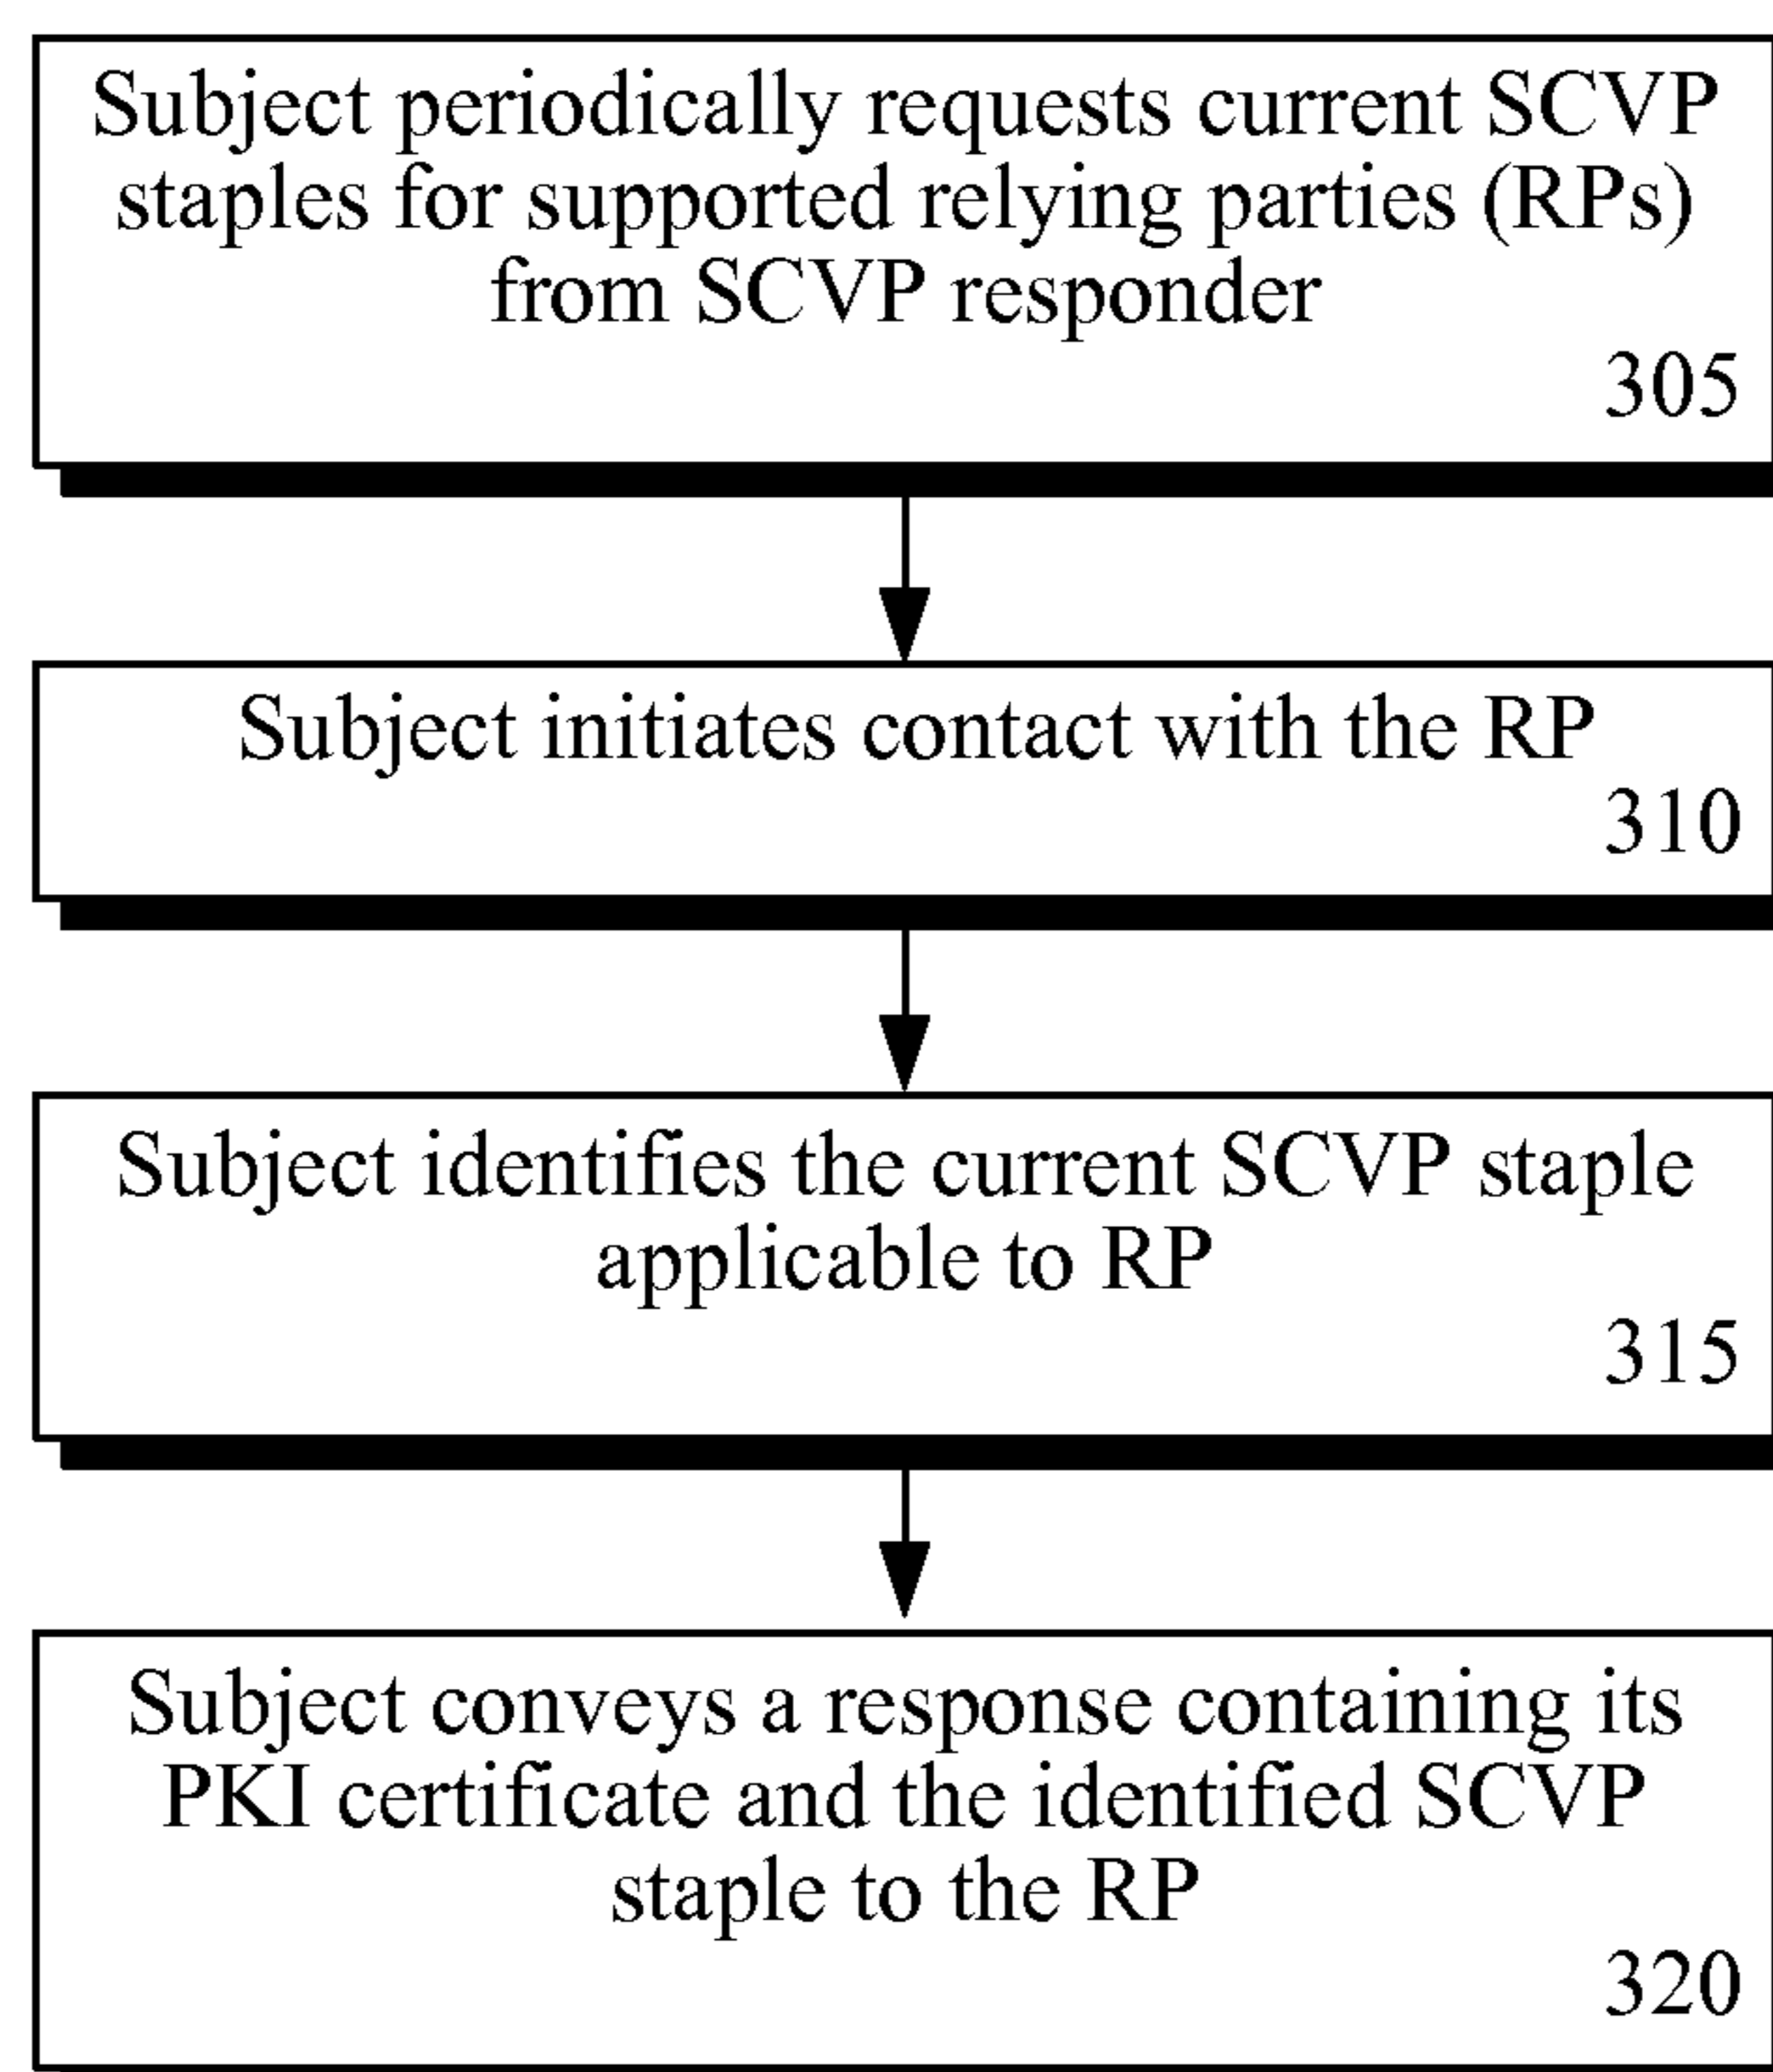 Subject periodically requests current SCVP
staples for supported relying parties (RPs)
from SCVP responder
305
Subject initiates contact with the RP
310
Subject identifies the current SCVP staple
applicable to RP
315
Subject conveys a response containing its
PKI certificate and the identified SCVP
staple to the RP
320